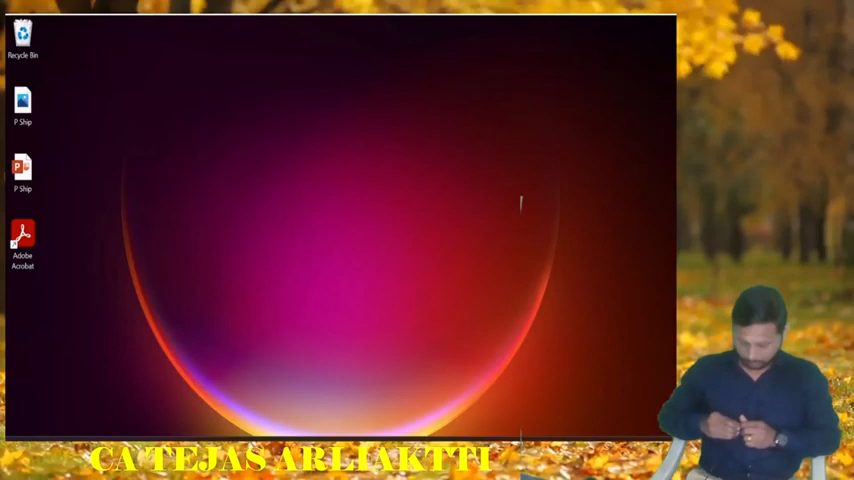 Recycle Bin
P Ship
P
P Ship
Adobe
Acrobat
CA TEJAS ARLIAKTTI